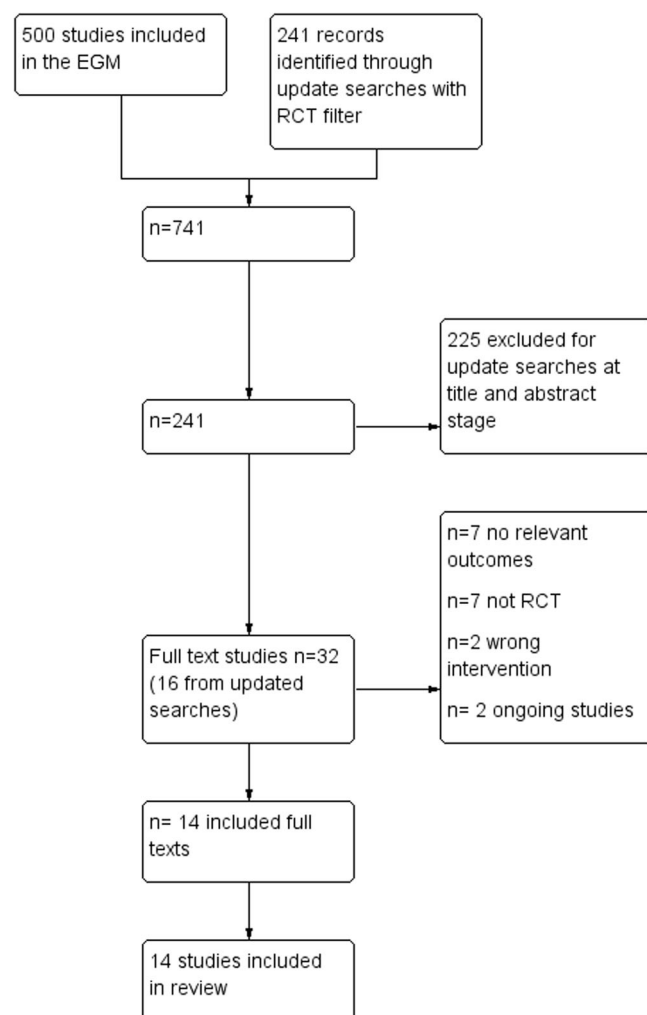 500 studies included
in the EGM
241 records
identified through
update searches with
RCT filter
n=741
225 excluded for
update searches at
title and abstract
stage
n=241
n=7 no relevant
outcomes
n=7 not RCT
n=2 wrong
intervention
n= 2 ongoing studies
Full text studies n=32
(16 from updated
searches)
n= 14 included full
texts
14 studies included
in review